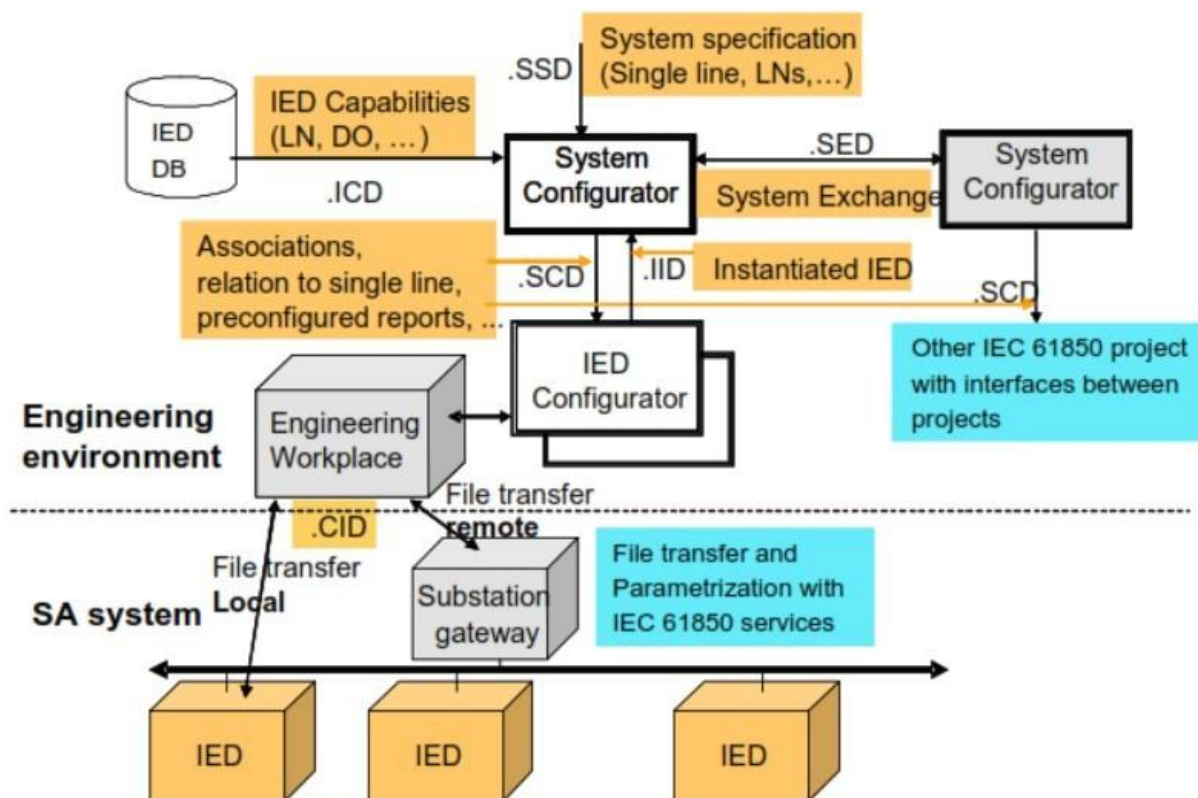 System specification
(Single line, LNs,...)
.SSD
IED Capabilities
(LN, DO, ...)
IED
DB
.ICD
System
Configurator
.SED
System Exchange
System
Configurator
Associations,
relation to single line,
preconfigured reports, ...
.SCD
.IID
Instantiated IED
.SCD
IED
Configurator
Other IEC 61850 project
with interfaces between
projects
Engineering
environment
Engineering
Workplace
File transfer
remote
.CID
File transfer
Local
SA system
Substation
gateway
File transfer and
Parametrization with
IEC 61850 services
IED
IED
IED